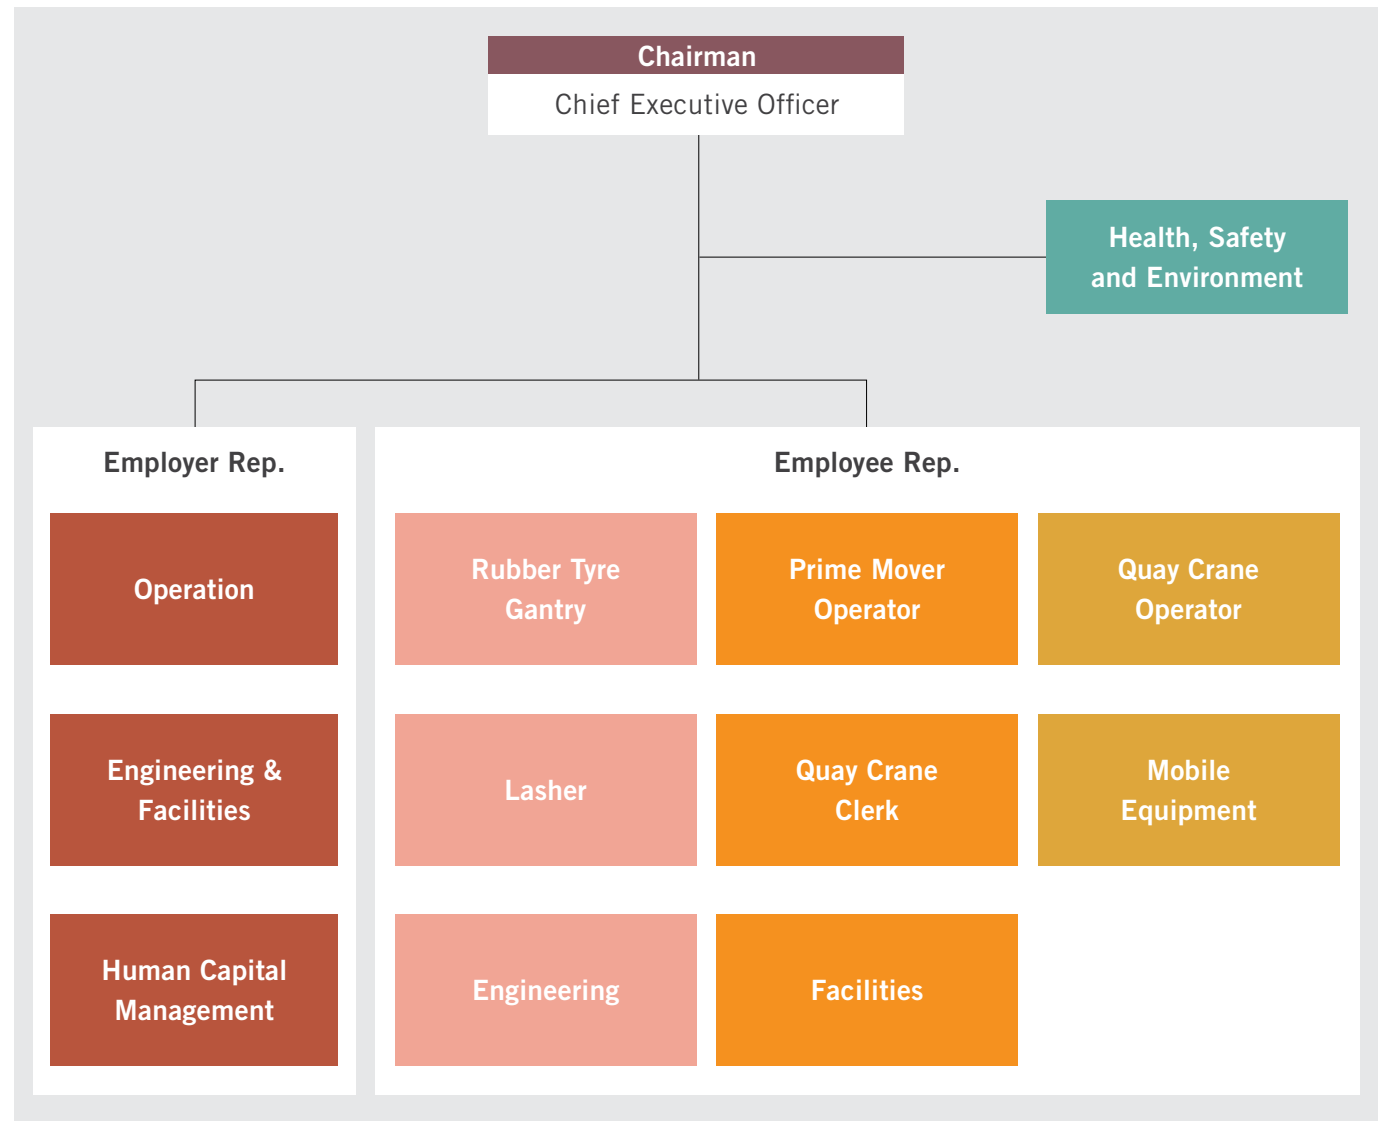 Chairman
Chief Executive Officer
Health, Safety
and Environment
Employer Rep.
Operation
Engineering &
Facilities
Human Capital
Management
Employee Rep.
Rubber Tyre
Gantry
Prime Mover
Operator
Quay Crane
Operator
Lasher
Quay Crane
Clerk
Mobile
Equipment
Engineering
Facilities